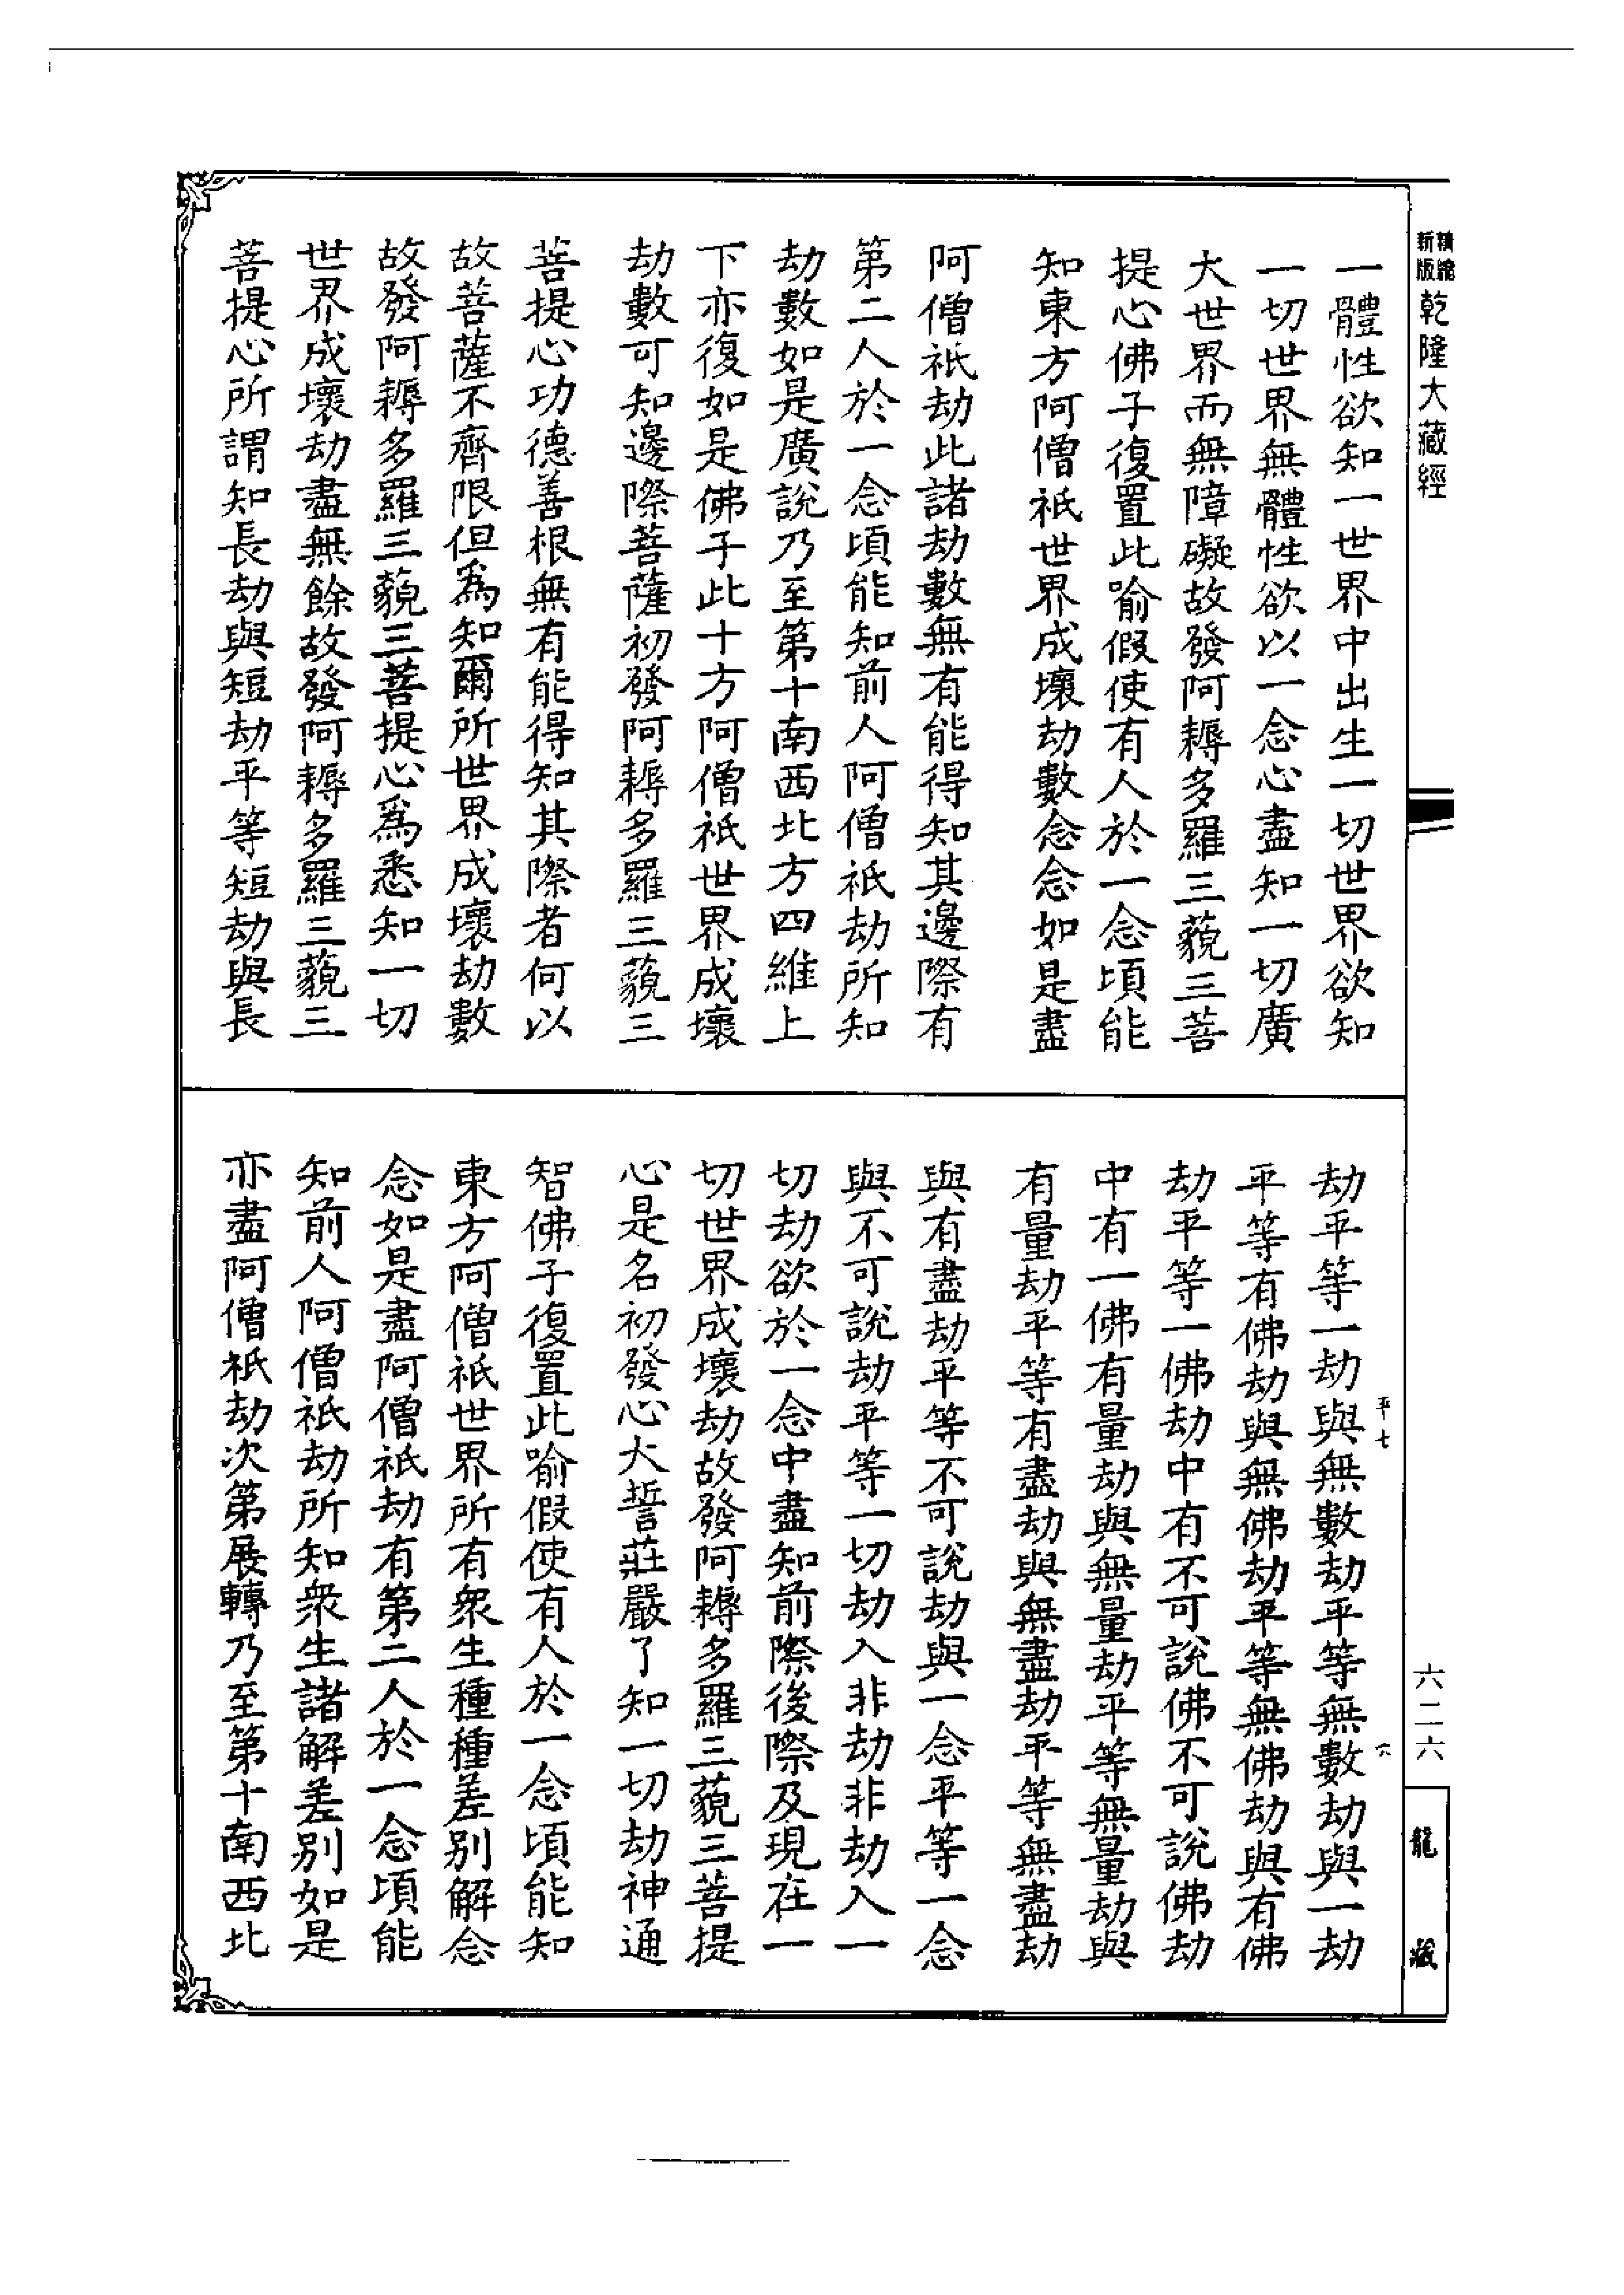 新版精繪乾隆大藏經
一體性欲知一世界中出生一切世界欲知
一切世界無體性欲以一念心盡知一切廣
大世界而無障礙故發阿耨多羅三藐三菩
提心佛子復置此喻假使有人於一念頃能
知東方阿僧祇世界成壞劫數念念如是盡
阿僧祇劫此諸劫數無有能得知其邊際有
第二人於一念頃能知前人阿僧祇劫所知
劫數如是廣說乃至第十南西北方四維上
下亦復如是佛子此十方阿僧祇世界成壞
劫數可知邊際菩薩初發阿耨多羅三藐三
菩提心功德善根無有能得知其際者何以
故菩薩不齊限但為知爾所世界成壞劫數
故發阿耨多羅三藐三菩提心為悉知一切
世界成壞劫盡無餘故發阿耨多羅三藐三
菩提心所謂知長劫與短劫平等短劫與長
劫平等一劫與無數劫平等無數劫與一劫
平等有佛劫與無佛劫平等無佛劫與有佛
劫平等一佛劫中有不可說佛不可說佛劫
中有一佛有量劫與無量劫平等無量劫與
有量劫平等有盡劫與無盡劫平等無盡劫
與有盡劫平等不可說劫與一念平等一念
與不可說劫平等一切劫入非劫非劫入一
切劫欲於一念中盡知前際後際及現在一
切世界成壞劫故發阿耨多羅三藐三菩提
心是名初發心大誓莊嚴了知一切劫神通
智佛子復置此喻假使有人於一念頃能知
東方阿僧祇世界所有眾生種種差別解念
念如是盡阿僧祇劫有第二人於一念頃能
知前人阿僧祇劫所知眾生諸解差別如是
亦盡阿僧祇劫次第展轉乃至第十南西北
平七
六
六二六
龍藏